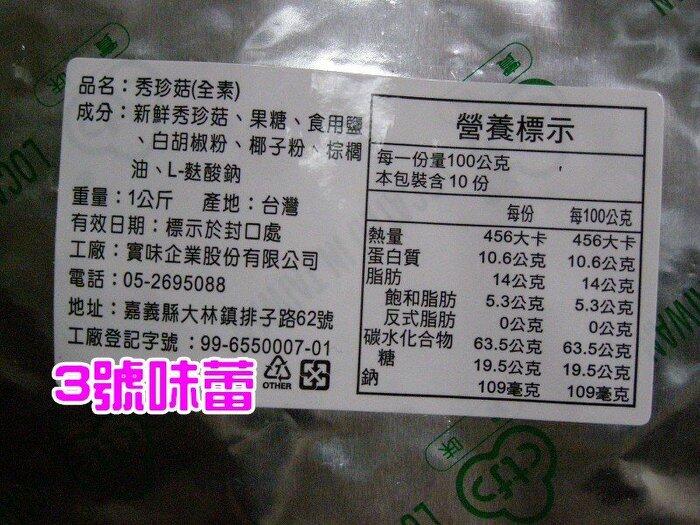 品名：秀珍菇(全素)
成分：新鮮秀珍菇、果糖、食用鹽
、白胡椒粉、椰子粉、棕櫚
油、L-麩酸鈉
重量：1公斤 產地：台灣
有效日期：標示於封口處
工廠：實味企業股份有限公司
電話：05-2695088
地址：嘉義縣大林鎮排子路62號
工廠登記字號：99-6550007-01
OTHER
3號味蕾
營養標示
每一份量100公克
本包裝含10份
每份 每100公克
熱量 456大卡 456大卡
蛋白質 10.6公克 10.6公克
脂肪 14公克 14公克
飽和脂肪 5.3公克 5.3公克
反式脂肪 0公克 0公克
碳水化合物 63.5公克 63.5公克
糖 19.5公克 19.5公克
鈉 109毫克 109毫克